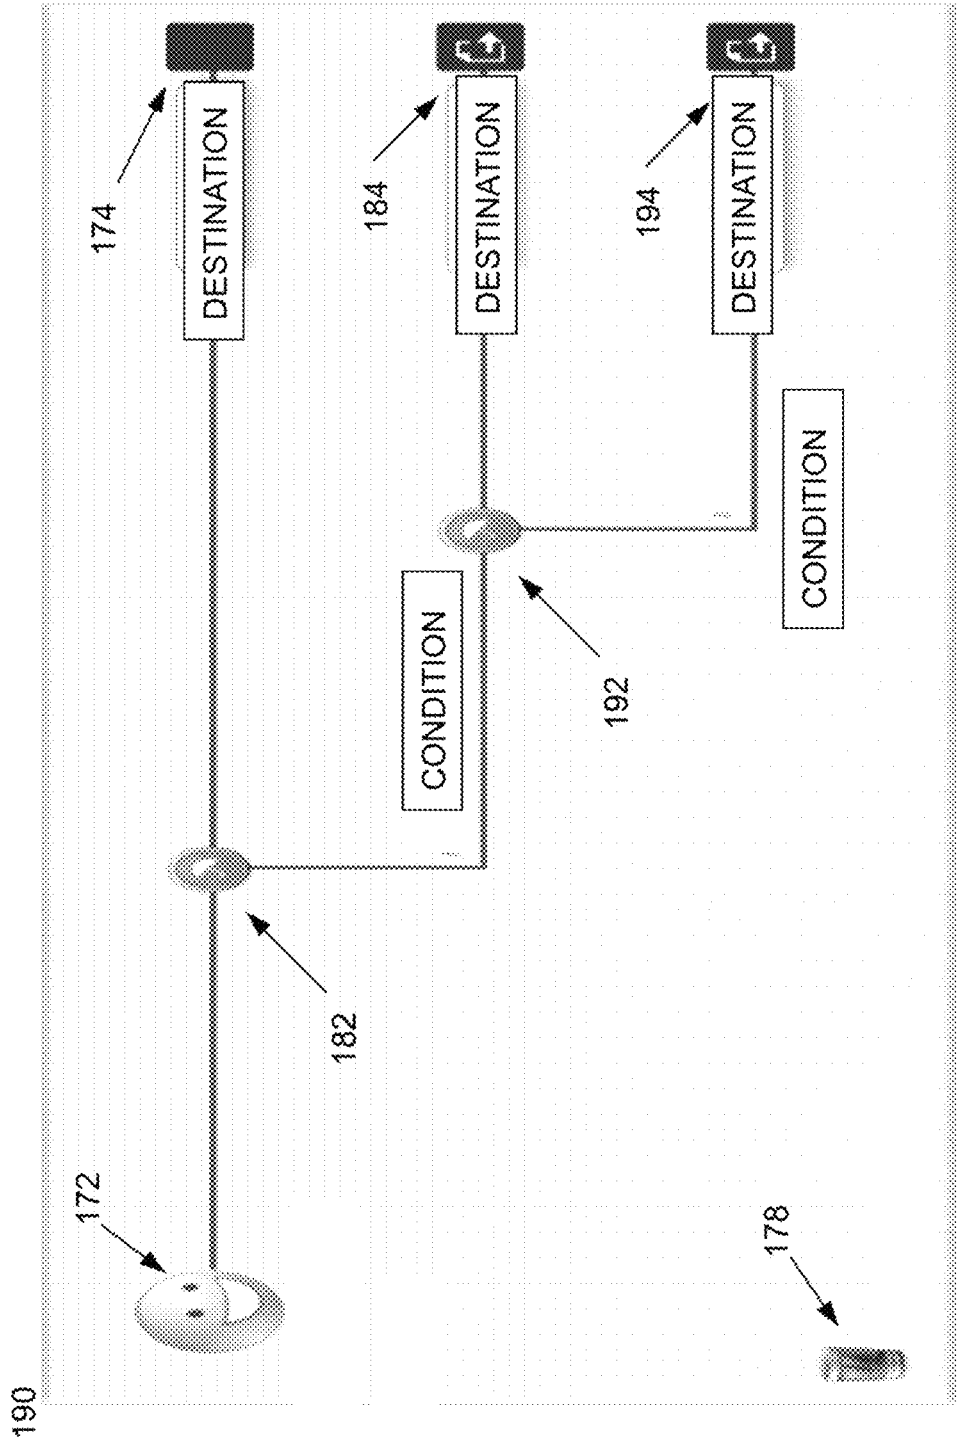 190
172
174
DESTINATION
182
184
DESTINATION
CONDITION
192
194
DESTINATION
CONDITION
178